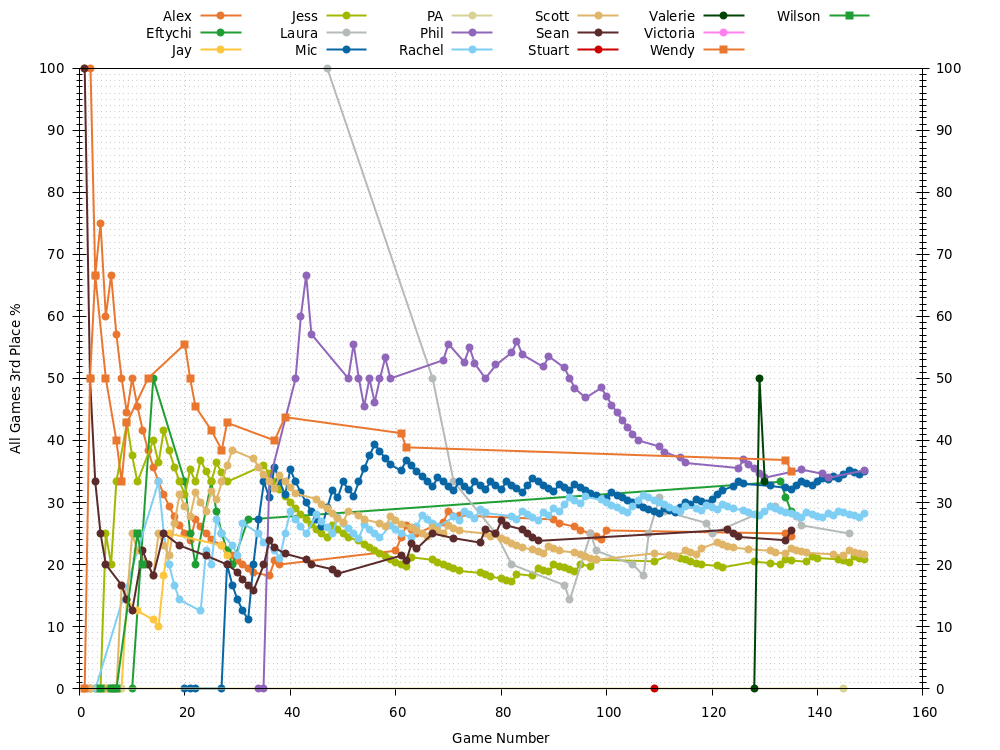 Alex Jess PA Scott Valerie Wilson
Eftychi Laura Phil Sean Victoria
Jay Mic Rachel Stuart Wendy
100 100
90 90
80 80
70 70
60 60
50 50
40 40
30 30
20 20
10 10
0 0
All Games 3rd Place %
0 20 40 60 80 100 120 140 160
Game Number